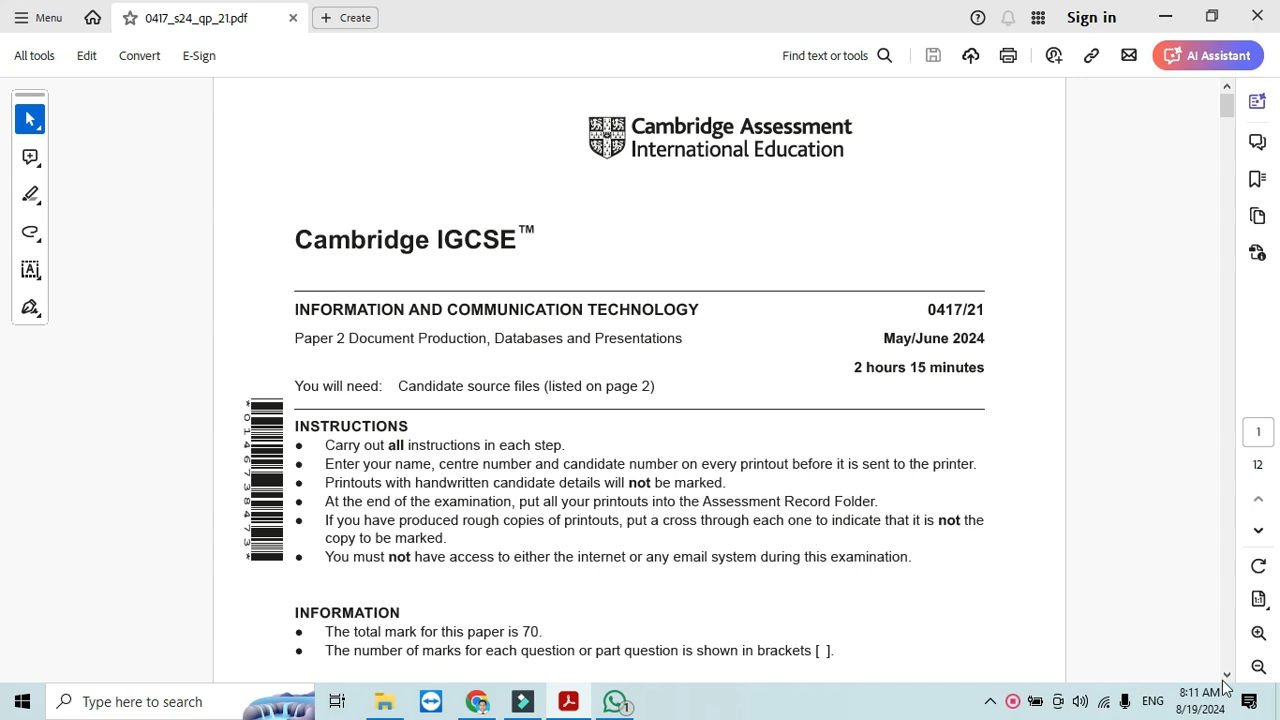 Menu
0417_s24_qp_21.pdf
Create
Sign in
All tools
Edit
Convert
E-Sign
Find text or tools
AI Assistant
Cambridge Assessment
International Education
Cambridge IGCSE™
INFORMATION AND COMMUNICATION TECHNOLOGY 0417/21
Paper 2 Document Production, Databases and Presentations May/June 2024
2 hours 15 minutes
You will need: Candidate source files (listed on page 2)
*0146738473*
INSTRUCTIONS
● Carry out all instructions in each step.
● Enter your name, centre number and candidate number on every printout before it is sent to the printer.
● Printouts with handwritten candidate details will not be marked.
● At the end of the examination, put all your printouts into the Assessment Record Folder.
● If you have produced rough copies of printouts, put a cross through each one to indicate that it is not the
copy to be marked.
● You must not have access to either the internet or any email system during this examination.
INFORMATION
● The total mark for this paper is 70.
● The number of marks for each question or part question is shown in brackets [ ].
1
12
Type here to search
1
ENG
8:11 AM
8/19/2024